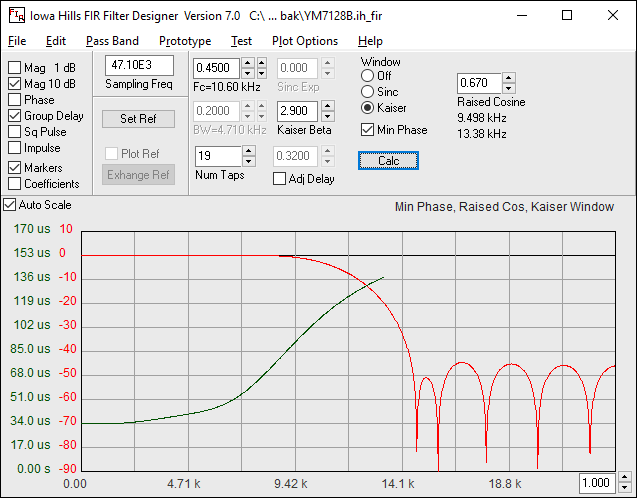 FIR
Iowa Hills FIR Filter Designer Version 7.0 C:\ ... bak\YM7128B.ih_fir
File Edit Pass Band Prototype Test Plot Options Help
Mag 1 dB
Mag 10 dB
Phase
Group Delay
Sq Pulse
Impulse
Markers
Coefficients
47.10E3
Sampling Freq
Set Ref
Plot Ref
Exhange Ref
0.4500
Fc=10.60 kHz
0.000
Sinc Exp
0.2000
BW=4.710 kHz
2.900
Kaiser Beta
19
Num Taps
0.3200
Adj Delay
Window
Off
Sinc
Kaiser
Min Phase
Calc
0.670
Raised Cosine
9.498 kHz
13.38 kHz
Auto Scale
Min Phase, Raised Cos, Kaiser Window
170 us 10
153 us 0
136 us -10
119 us -20
102 us -30
85.0 us -40
68.0 us -50
51.0 us -60
34.0 us -70
17.0 us -80
0.00 s -90
0.00 4.71 k 9.42 k 14.1 k 18.8 k
1.000